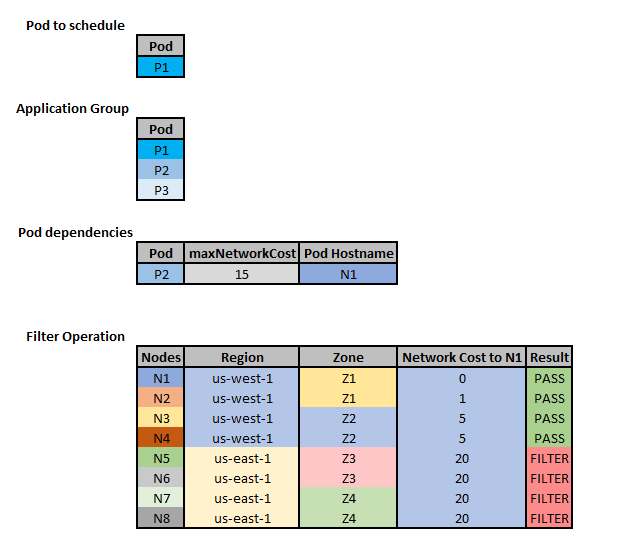 Pod to schedule
Pod
P1
Application Group
Pod
P1
P2
P3
Pod dependencies
Pod maxNetworkCost Pod Hostname
P2 15 N1
Filter Operation
Nodes Region Zone Network Cost to N1 Result
N1 us-west-1 Z1 0 PASS
N2 us-west-1 Z1 1 PASS
N3 us-west-1 Z2 5 PASS
N4 us-west-1 Z2 5 PASS
N5 us-east-1 Z3 20 FILTER
N6 us-east-1 Z3 20 FILTER
N7 us-east-1 Z4 20 FILTER
N8 us-east-1 Z4 20 FILTER